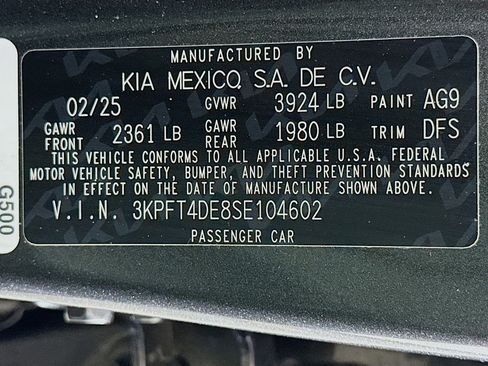 MANUFACTURED BY
KIA MEXICO, S.A. DE C.V.
02/25 GVWR 3924 LB PAINT AG9
GAWR FRONT 2361 LB GAWR REAR 1980 LB TRIM DFS
THIS VEHICLE CONFORMS TO ALL APPLICABLE U.S.A. FEDERAL
MOTOR VEHICLE SAFETY, BUMPER, AND THEFT PREVENTION STANDARDS
IN EFFECT ON THE DATE OF MANUFACTURE SHOWN ABOVE.
V.I.N. 3KPFT4DE8SE104602
PASSENGER CAR
G500